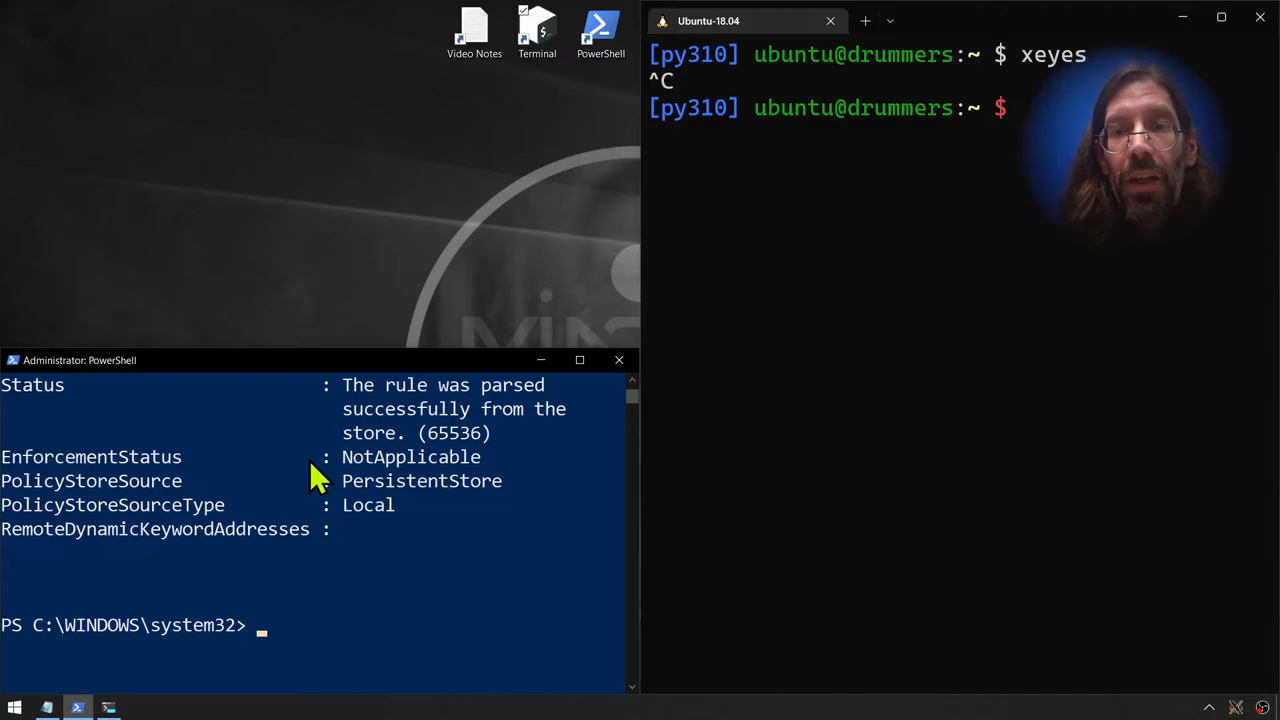 Video Notes
Terminal
PowerShell
Ubuntu-18.04
[py310] ubuntu@drummers:~ $ xeyes
^C
[py310] ubuntu@drummers:~ $
Administrator: PowerShell
Status : The rule was parsed
successfully from the
store. (65536)
EnforcementStatus : NotApplicable
PolicyStoreSource : PersistentStore
PolicyStoreSourceType : Local
RemoteDynamicKeywordAddresses :
PS C:\WINDOWS\system32>